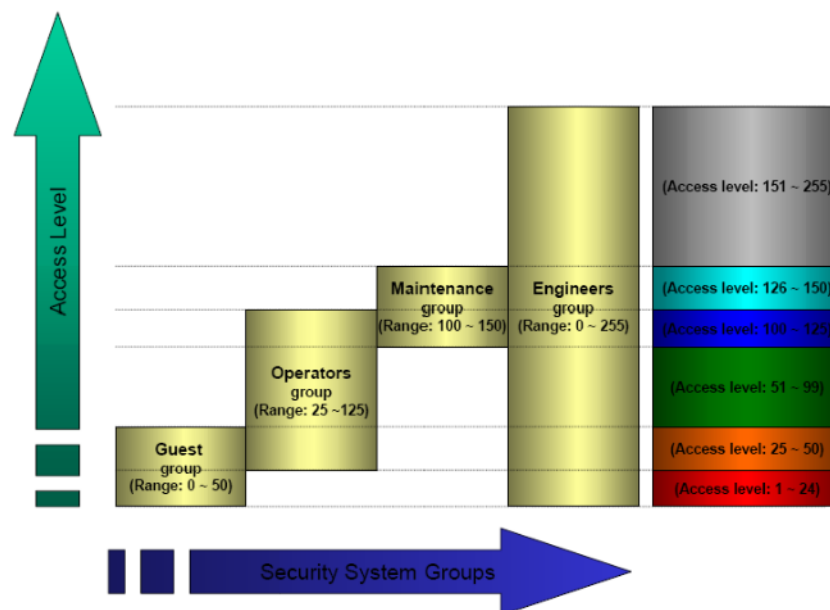 Access Level
(Access level: 151 ~ 255)
Maintenance
group
(Range: 100 ~ 150)
Engineers
group
(Range: 0 ~ 255)
(Access level: 126 ~ 150)
(Access level: 100 ~ 125)
Operators
group
(Range: 25 ~125)
(Access level: 51 ~ 99)
Guest
group
(Range: 0 ~ 50)
(Access level: 25 ~ 50)
(Access level: 1 ~ 24)
Security System Groups